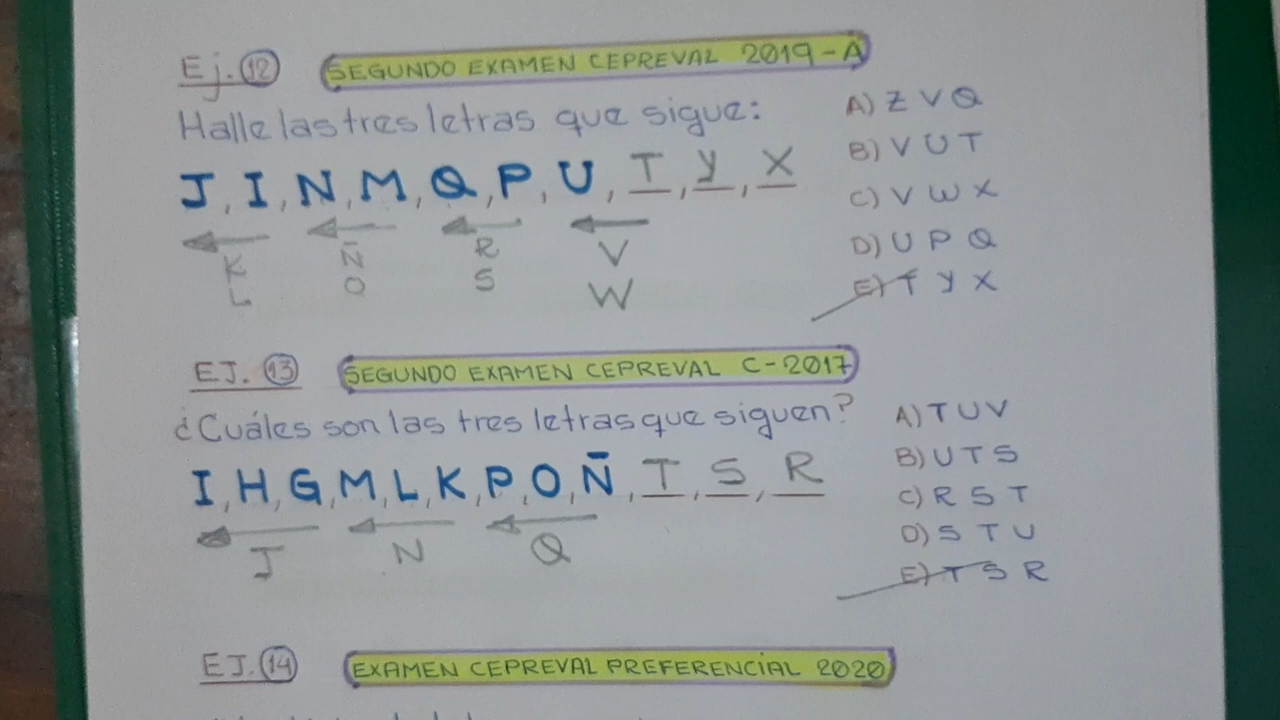 Ej. 12 SEGUNDO EXAMEN CEPREVAL 2019 - A
Halle las tres letras que sigue:
J, I, N, M, Q, P, U, T, Y, X
K Ñ R V
L O S W
A) Z V Q
B) V U T
C) V W X
D) U P Q
E) T Y X
EJ. 13 SEGUNDO EXAMEN CEPREVAL C-2017
¿Cuáles son las tres letras que siguen?
I, H, G, M, L, K, P, O, Ñ, T, S, R
J N Q
A) T U V
B) U T S
C) R S T
D) S T U
E) T S R
EJ. 14 EXAMEN CEPREVAL PREFERENCIAL 2020